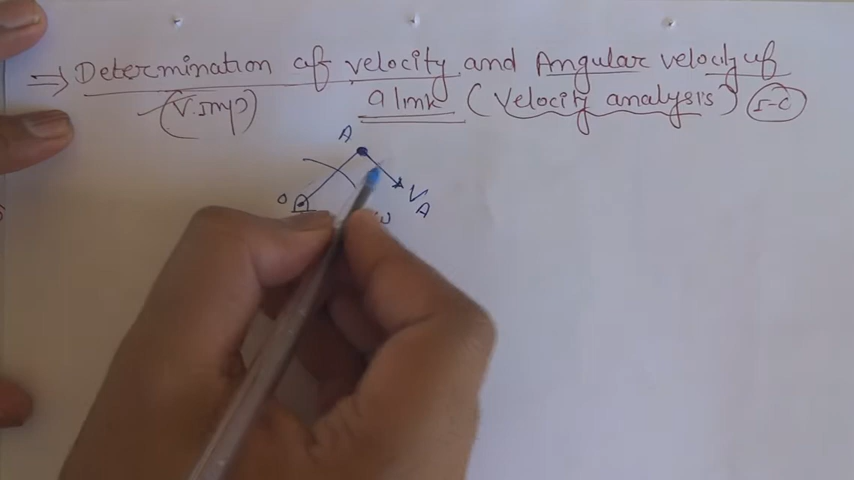 ⇒ Determination of velocity and Angular velocity of
(V.Imp) a link (Velocity analysis) I-C
A
O
VA
ω